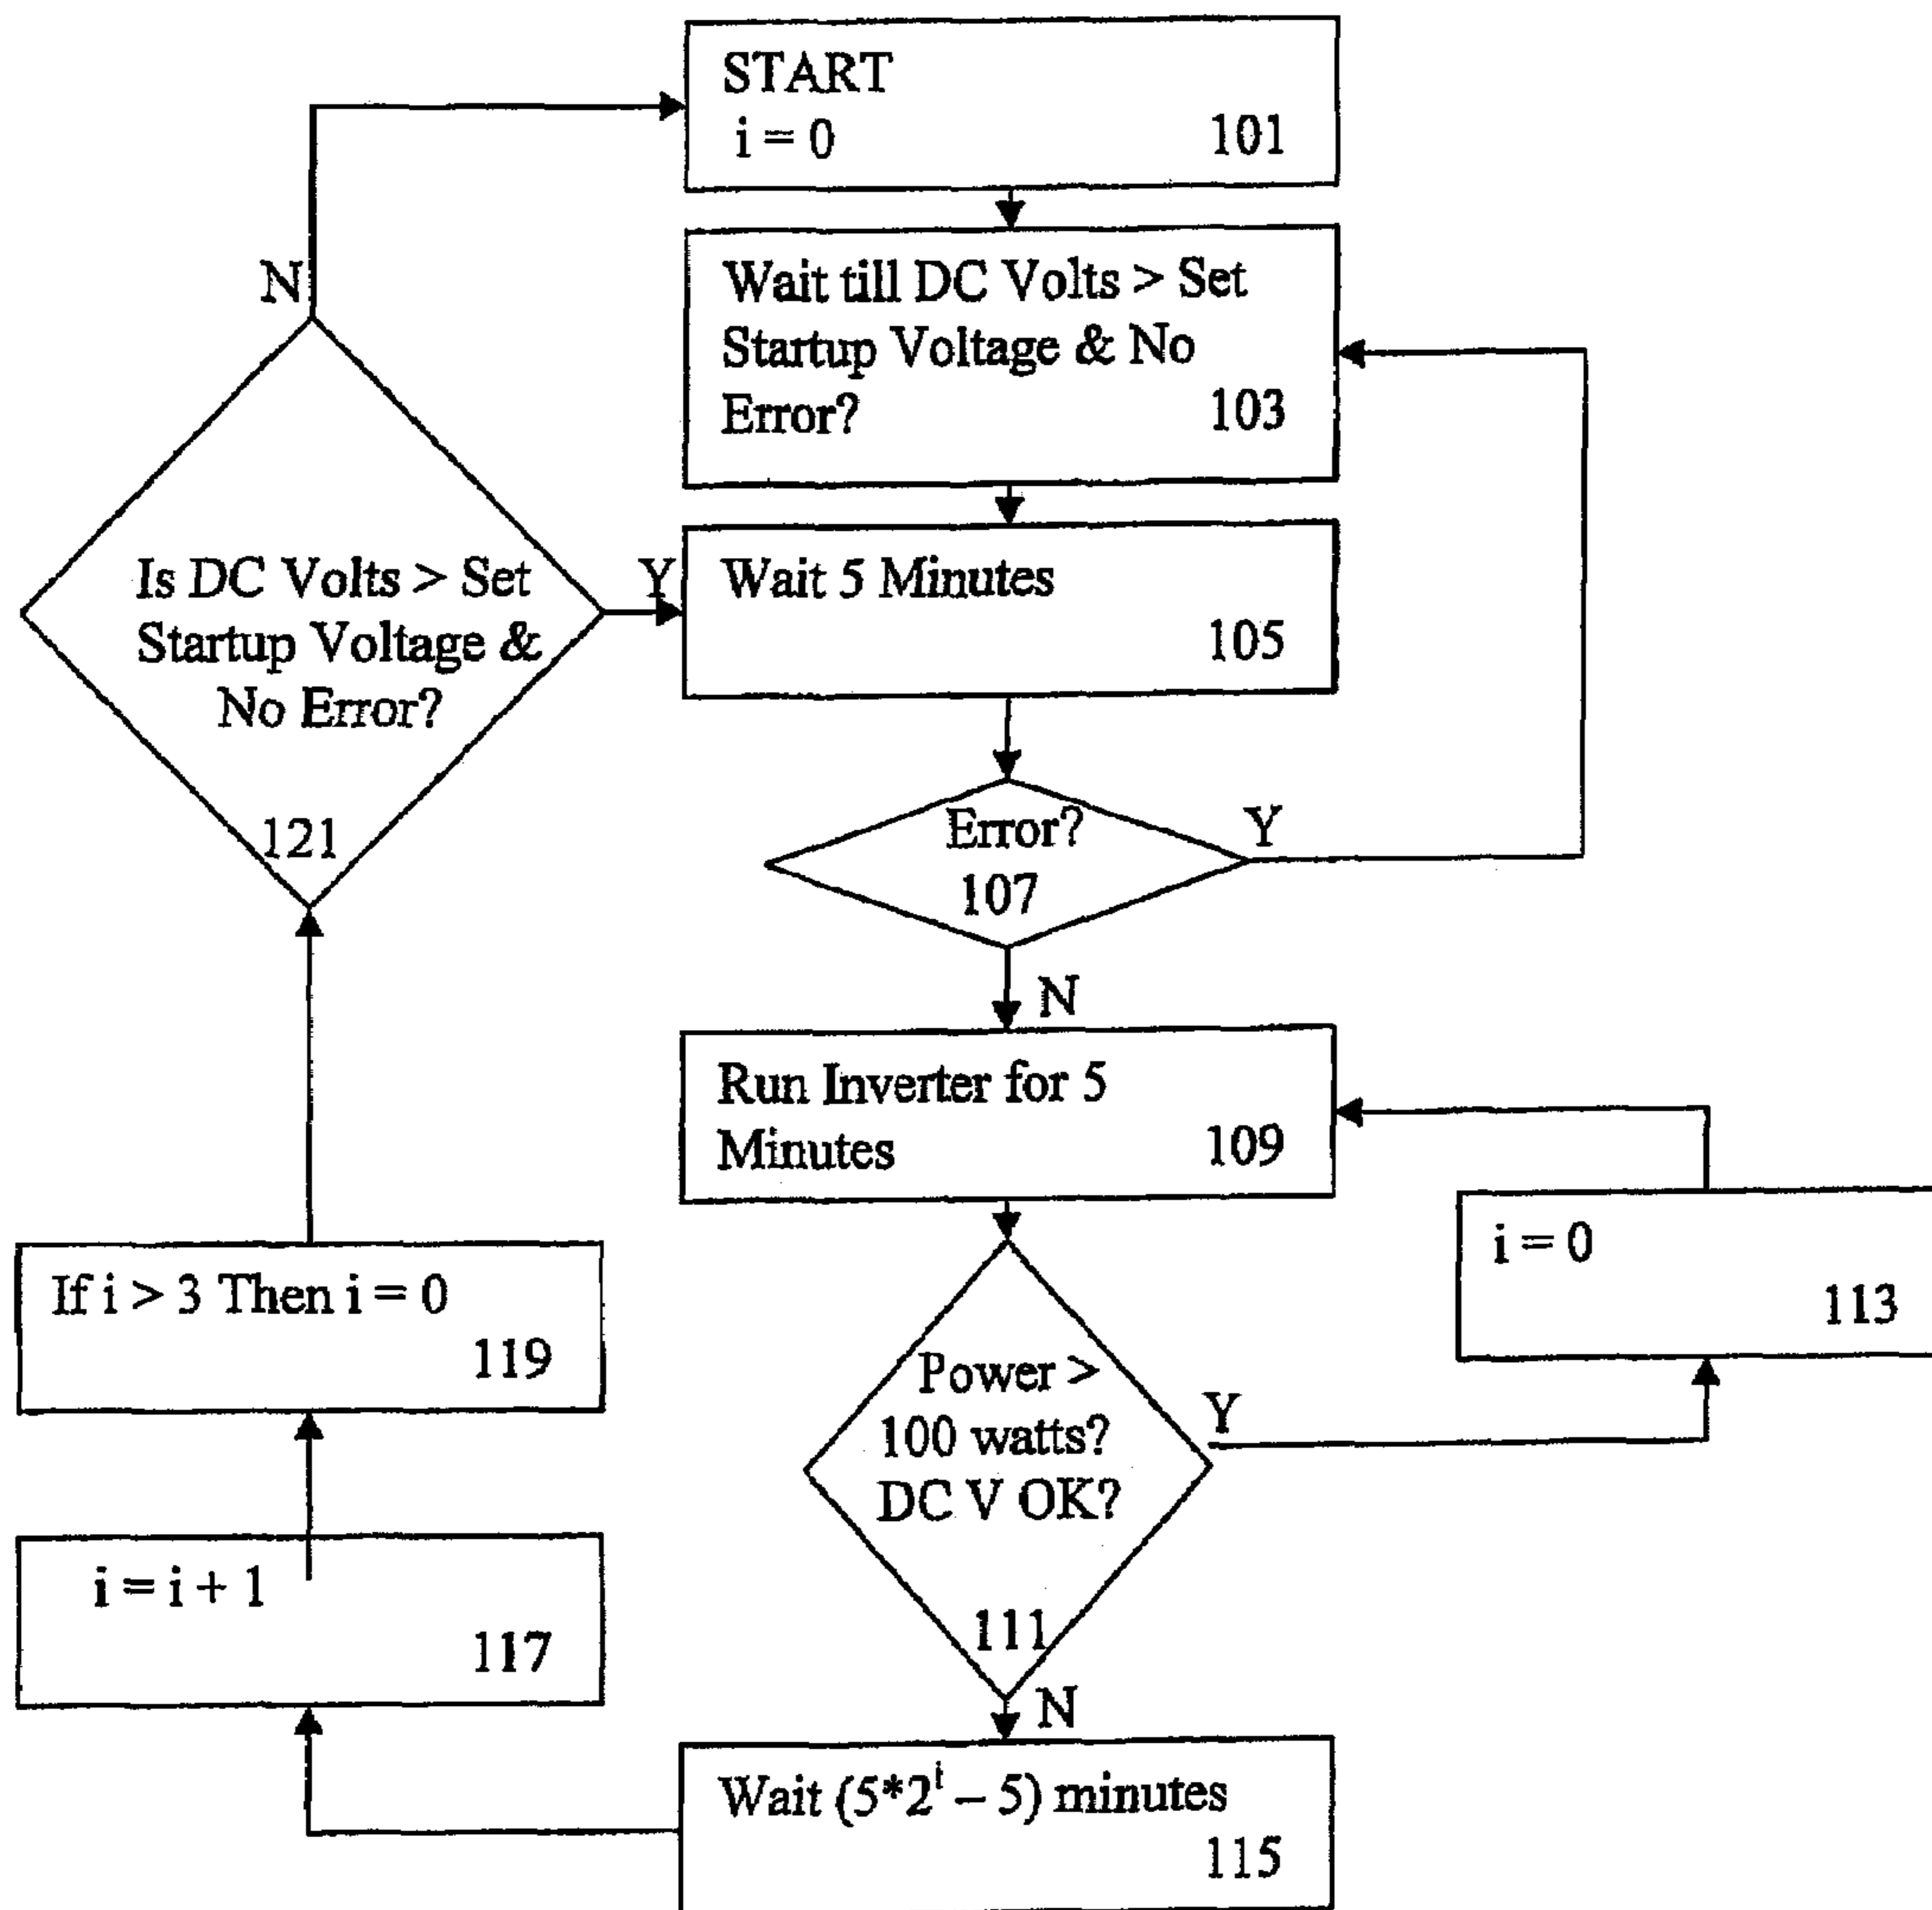 START
i = 0
101
Wait till DC Volts > Set
Startup Voltage & No
Error?
103
N
Is DC Volts > Set
Startup Voltage &
No Error?
121
Y
Wait 5 Minutes
105
Error?
107
Y
N
Run Inverter for 5
Minutes
109
i = 0
113
Power >
100 watts?
DC V OK?
111
Y
N
Wait (5*2^i – 5) minutes
115
i = i + 1
117
If i > 3 Then i = 0
119